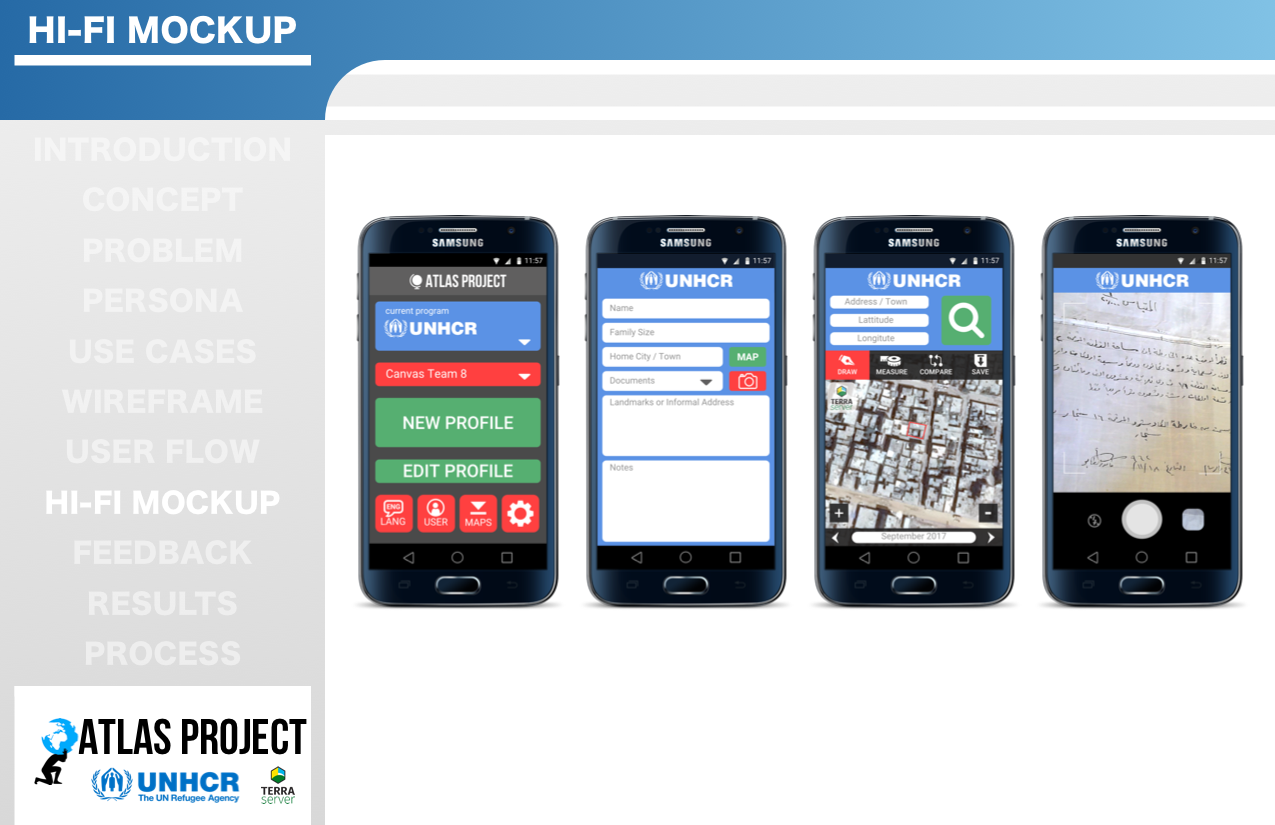 HI-FI MOCKUP
INTRODUCTION
CONCEPT
PROBLEM
PERSONA
USE CASES
WIREFRAME
USER FLOW
HI-FI MOCKUP
FEEDBACK
RESULTS
PROCESS
ATLAS PROJECT
UNHCR
The UN Refugee Agency
TERRA
server
SAMSUNG
11:57
ATLAS PROJECT
current program
UNHCR
Canvas Team 8
NEW PROFILE
EDIT PROFILE
ENG
LANG
USER
MAPS
SAMSUNG
11:57
UNHCR
Name
Family Size
Home City / Town
MAP
Documents
Landmarks or Informal Address
Notes
SAMSUNG
11:57
UNHCR
Address / Town
Lattitude
Longitute
DRAW
MEASURE
COMPARE
SAVE
TERRA
server
+
-
September 2017
SAMSUNG
11:57
UNHCR